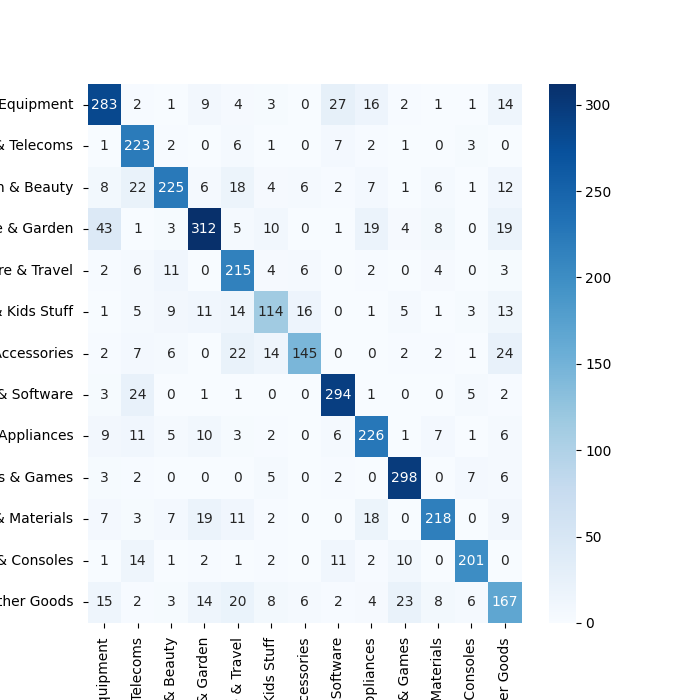 Equipment 283 2 1 9 4 3 0 27 16 2 1 1 14
& Telecoms 1 223 2 0 6 1 0 7 2 1 0 3 0
& Beauty 8 22 225 6 18 4 6 2 7 1 6 1 12
& Garden 43 1 3 312 5 10 0 1 19 4 8 0 19
& Travel 2 6 11 0 215 4 6 0 2 0 4 0 3
Kids Stuff 1 5 9 11 14 114 16 0 1 5 1 3 13
Accessories 2 7 6 0 22 14 145 0 0 2 2 1 24
& Software 3 24 0 1 1 0 0 294 1 0 0 5 2
Appliances 9 11 5 10 3 2 0 6 226 1 7 1 6
& Games 3 2 0 0 0 5 0 2 0 298 0 7 6
& Materials 7 3 7 19 11 2 0 0 18 0 218 0 9
& Consoles 1 14 1 2 1 2 0 11 2 10 0 201 0
ther Goods 15 2 3 14 20 8 6 2 4 23 8 6 167
quipment Telecoms & Beauty & Garden & Travel Kids Stuff cessories Software ppliances & Games Materials Consoles er Goods
300
250
200
150
100
50
0